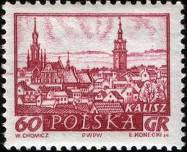 KALISZ
60 POLSKA GR
W. CHOMICZ PWPW E. KONECKI